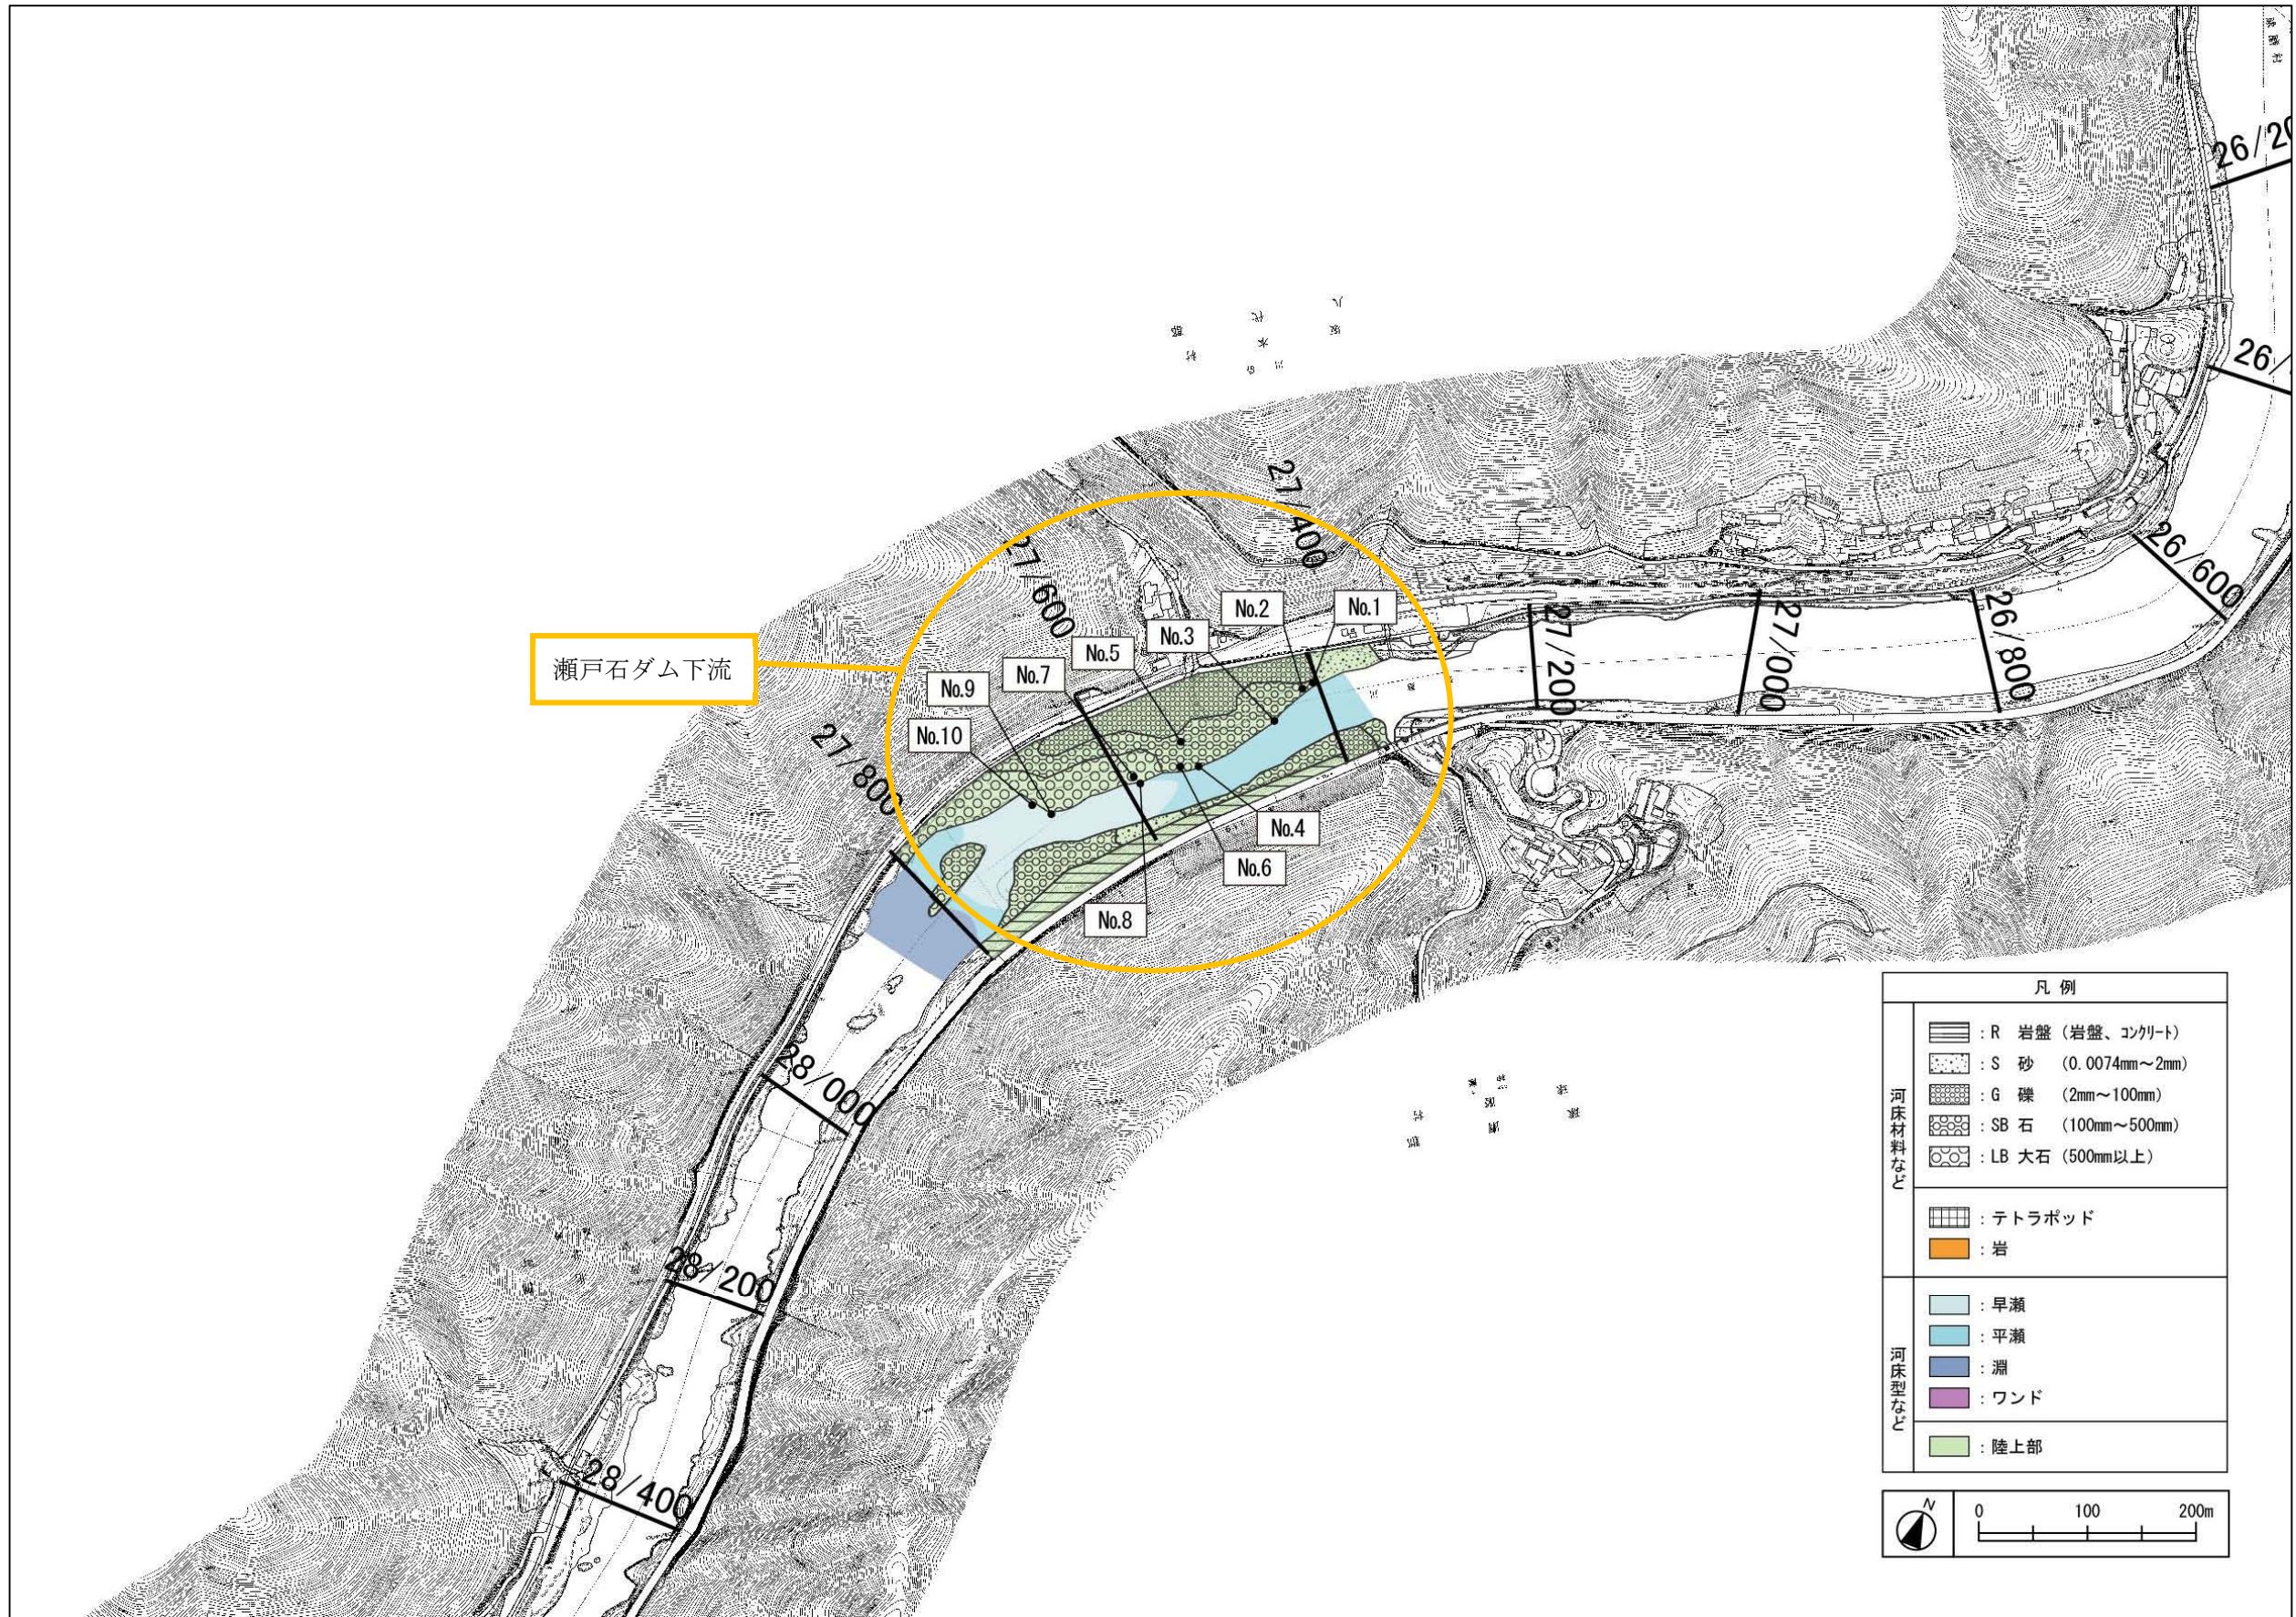 26/20
26/
27/400
27/600
26/600
No.2
No.1
No.3
No.5
No.7
No.9
No.10
瀬戸石ダム下流
27/800
27/200
27/000
26/800
No.4
No.6
No.8
28/000
28/200
28/400
凡 例
河床材料など
: R 岩盤 (岩盤、コンクリート)
: S 砂 (0.0074mm~2mm)
: G 礫 (2mm~100mm)
: SB 石 (100mm~500mm)
: LB 大石 (500mm以上)
: テトラポッド
: 岩
河床型など
: 早瀬
: 平瀬
: 淵
: ワンド
: 陸上部
N
0 100 200m